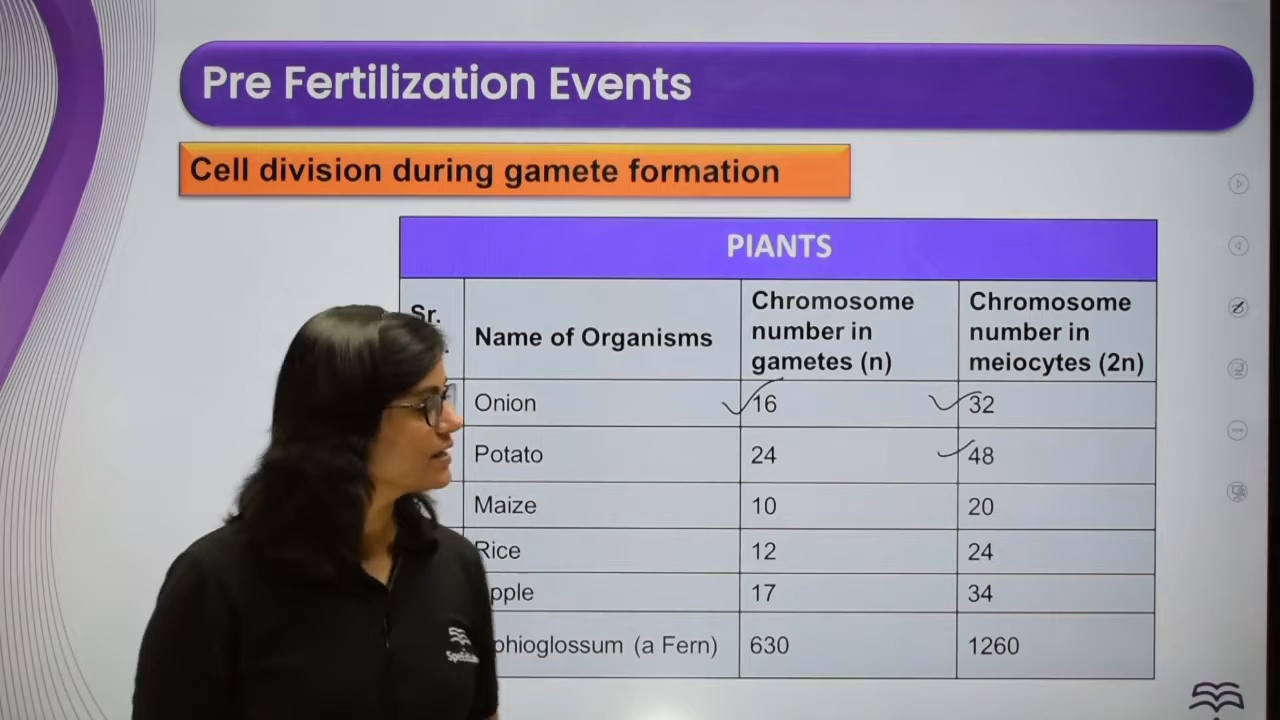 Pre Fertilization Events
Cell division during gamete formation
PlANTS
Sr. Name of Organisms Chromosome number in gametes (n) Chromosome number in meiocytes (2n)
Onion 16 32
Potato 24 48
Maize 10 20
Rice 12 24
pple 17 34
phioglossum (a Fern) 630 1260